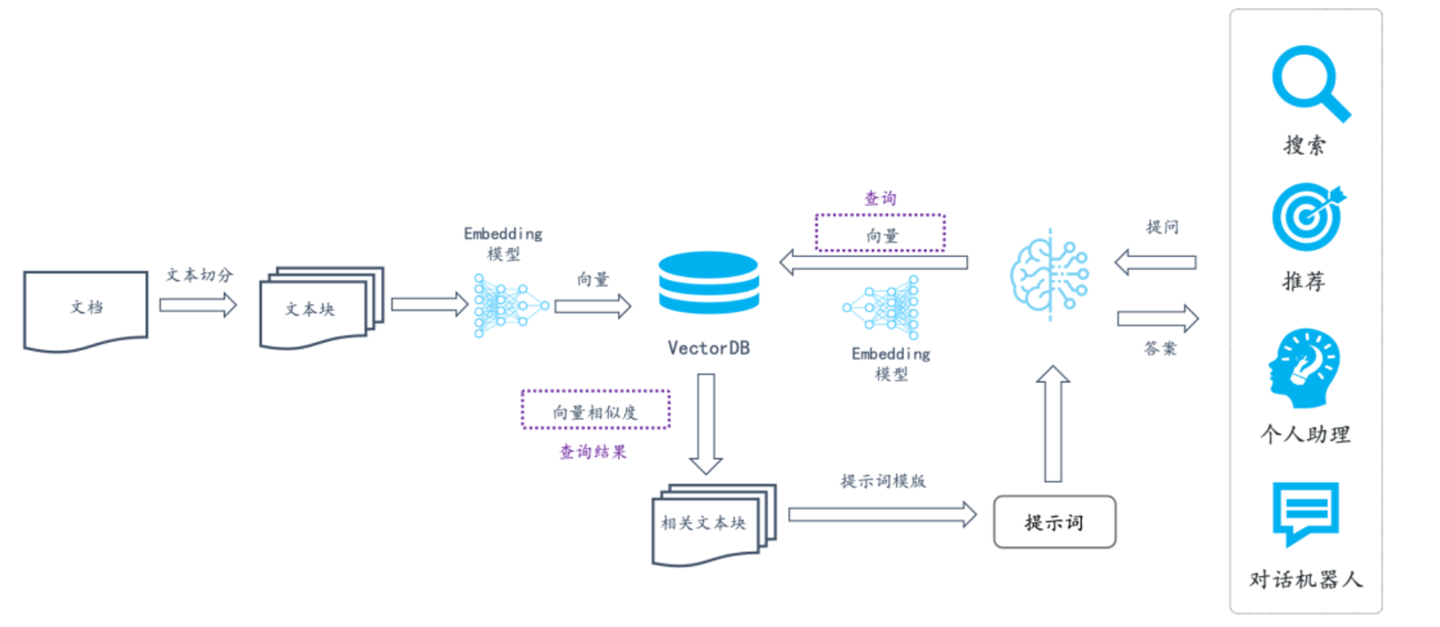 文档
文本切分
文本块
Embedding
模型
向量
VectorDB
查询
向量
Embedding
模型
提问
答案
向量相似度
查询结果
相关文本块
提示词模版
提示词
搜索
推荐
个人助理
对话机器人